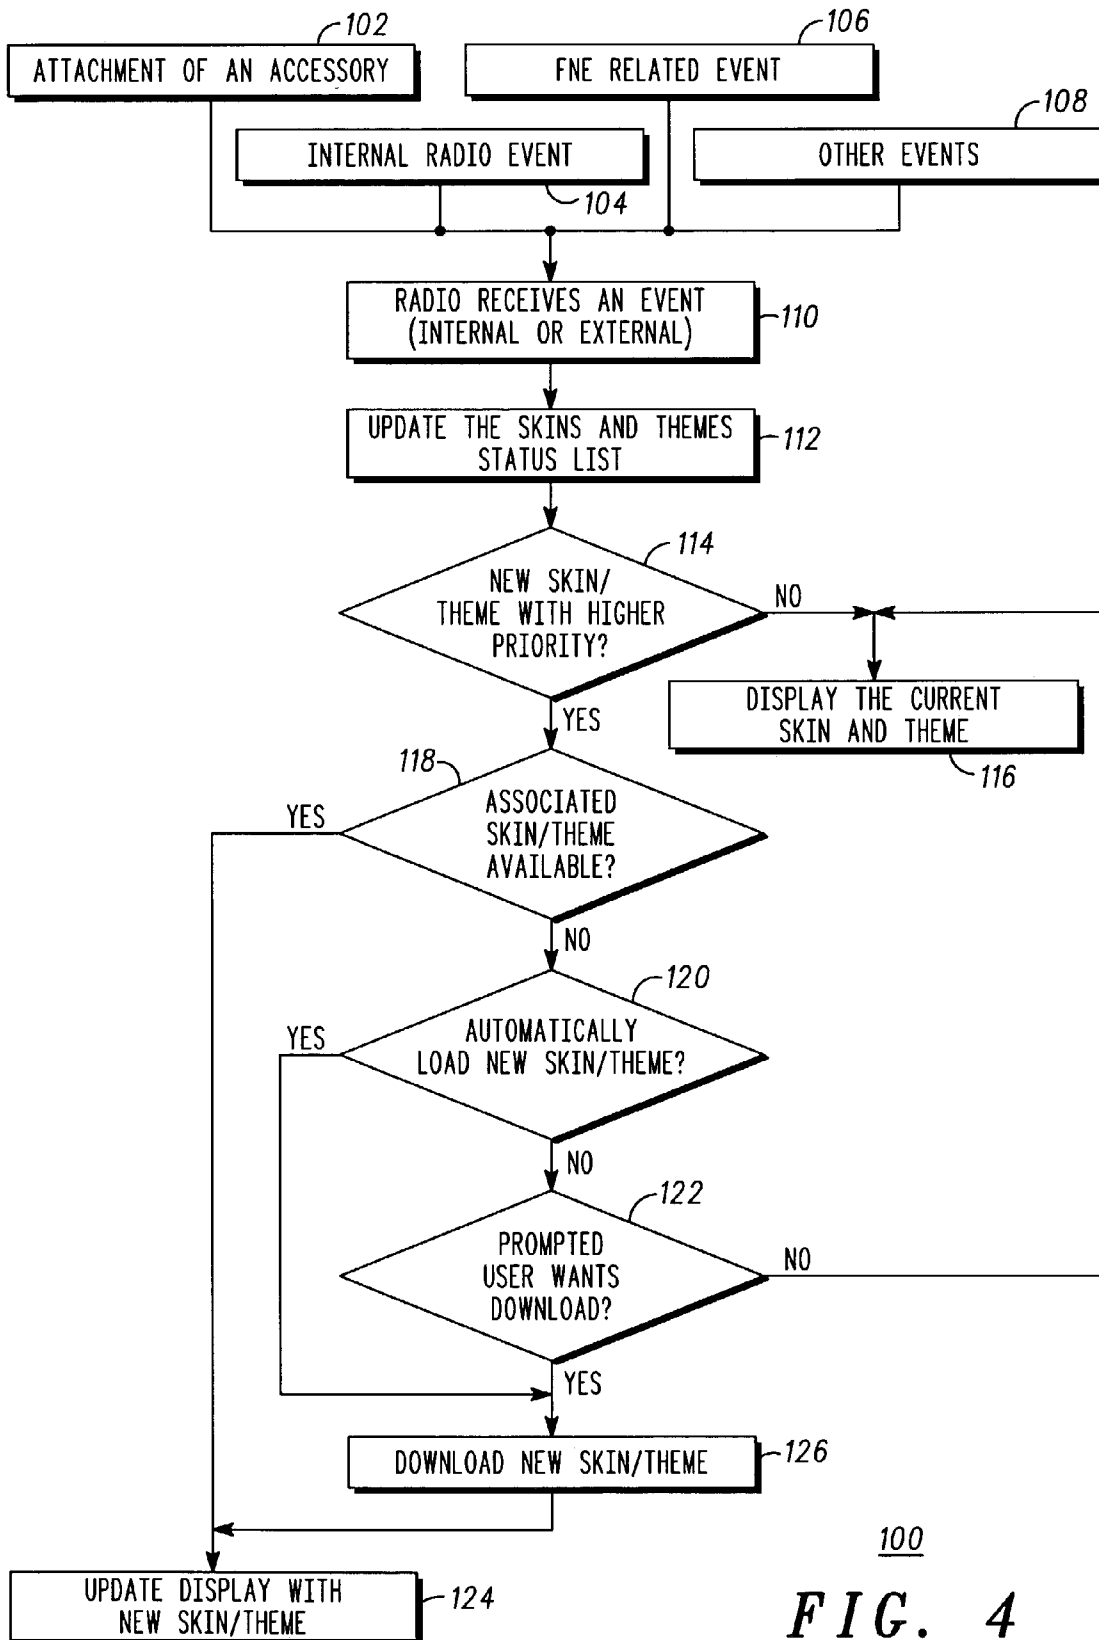 102
106
ATTACHMENT OF AN ACCESSORY
FNE RELATED EVENT
108
INTERNAL RADIO EVENT
OTHER EVENTS
104
RADIO RECEIVES AN EVENT
(INTERNAL OR EXTERNAL)
110
UPDATE THE SKINS AND THEMES
STATUS LIST
112
114
NEW SKIN/
THEME WITH HIGHER
PRIORITY?
NO
YES
DISPLAY THE CURRENT
SKIN AND THEME
116
118
YES
ASSOCIATED
SKIN/THEME
AVAILABLE?
NO
120
YES
AUTOMATICALLY
LOAD NEW SKIN/THEME?
NO
122
PROMPTED
USER WANTS
DOWNLOAD?
NO
YES
DOWNLOAD NEW SKIN/THEME
126
UPDATE DISPLAY WITH
NEW SKIN/THEME
124
100
FIG. 4